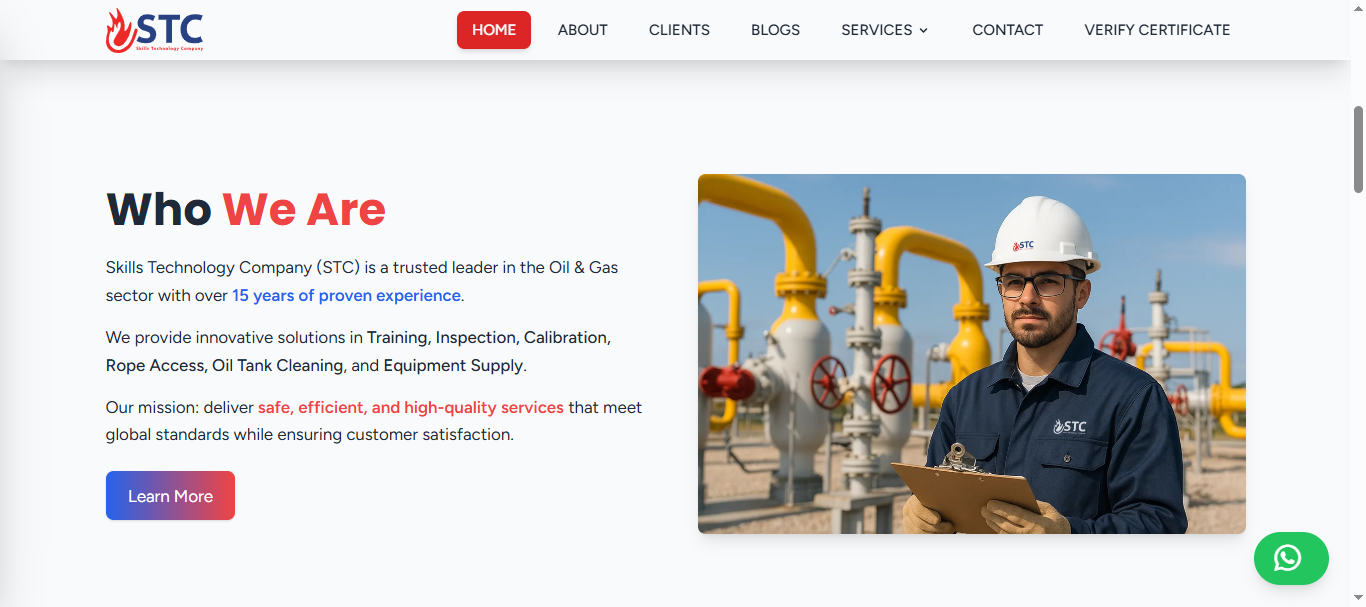 STC
Skills Technology Company
HOME
ABOUT
CLIENTS
BLOGS
SERVICES
CONTACT
VERIFY CERTIFICATE
Who We Are
Skills Technology Company (STC) is a trusted leader in the Oil & Gas
sector with over 15 years of proven experience.
We provide innovative solutions in Training, Inspection, Calibration,
Rope Access, Oil Tank Cleaning, and Equipment Supply.
Our mission: deliver safe, efficient, and high-quality services that meet
global standards while ensuring customer satisfaction.
Learn More
STC
STC